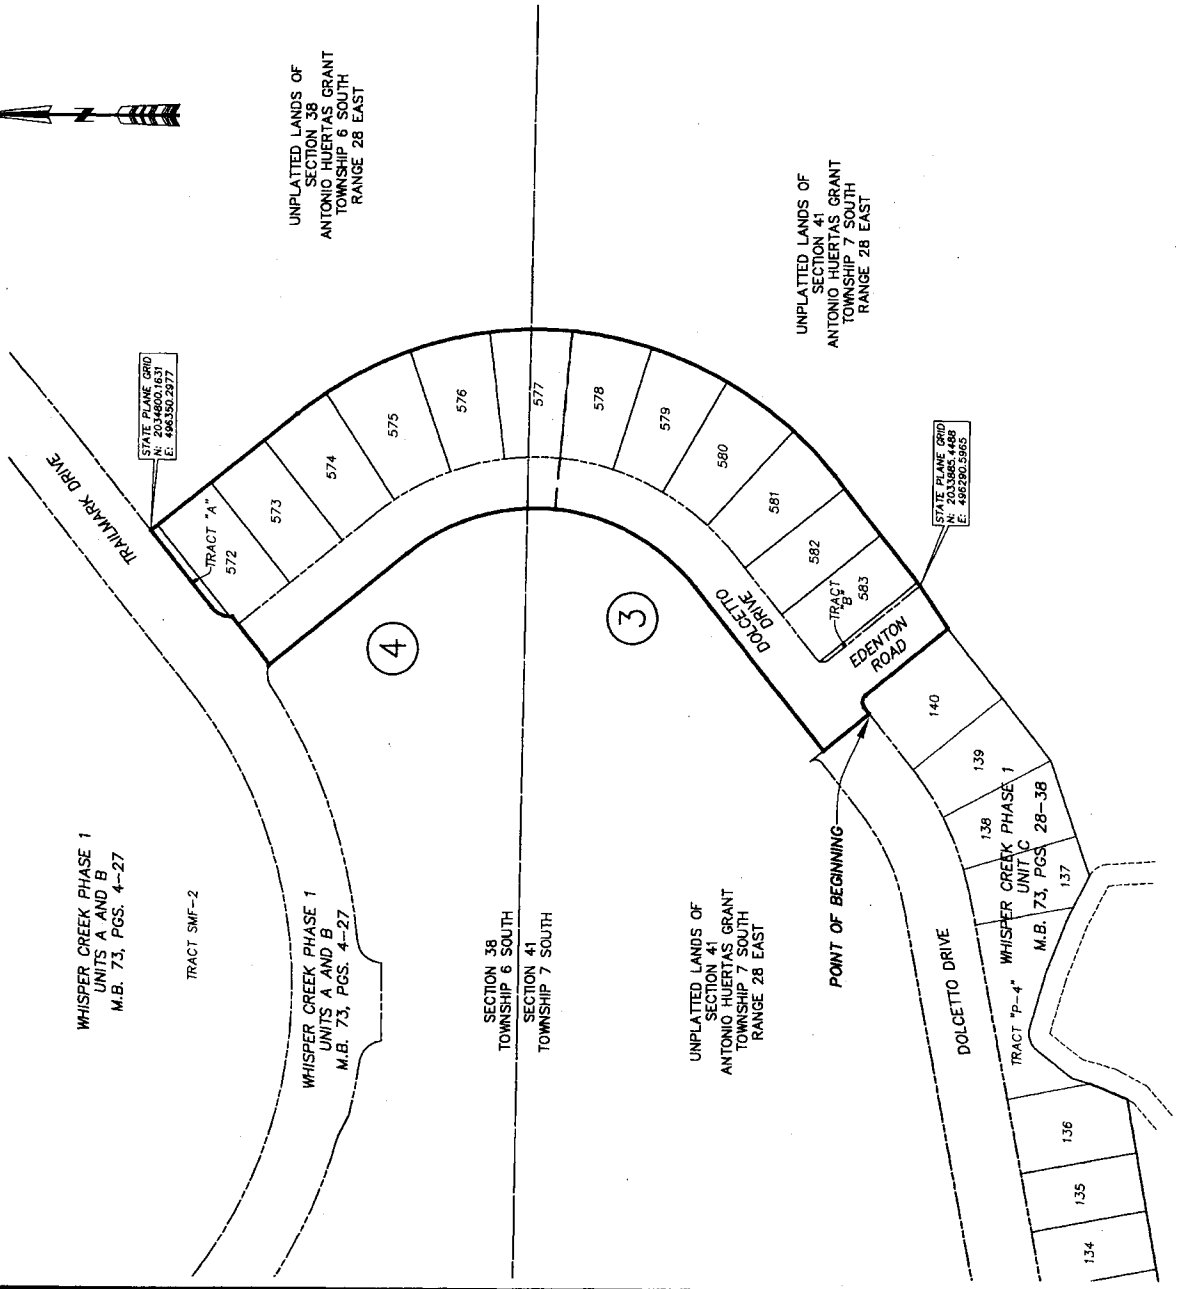 UNPLATTED LANDS OF
SECTION 38
ANTONIO HUERTAS GRANT
TOWNSHIP 6 SOUTH
RANGE 28 EAST
UNPLATTED LANDS OF
SECTION 41
ANTONIO HUERTAS GRANT
TOWNSHIP 7 SOUTH
RANGE 28 EAST
TRAILMARK DRIVE
STATE PLANE GRID
N: 2034800.1631
E: 496350.2977
TRACT "A"
572
573
574
575
576
577
578
579
580
581
582
583
TRACT
"B"
STATE PLANE GRID
N: 2033885.4488
E: 496290.5965
4
3
DOLCETTO
DRIVE
EDENTON
ROAD
140
139
138
137
WHISPER CREEK PHASE 1
UNIT C
M.B. 73, PGS. 28-38
POINT OF BEGINNING
WHISPER CREEK PHASE 1
UNITS A AND B
M.B. 73, PGS. 4-27
TRACT SMF-2
WHISPER CREEK PHASE 1
UNITS A AND B
M.B. 73, PGS. 4-27
SECTION 38
TOWNSHIP 6 SOUTH
SECTION 41
TOWNSHIP 7 SOUTH
UNPLATTED LANDS OF
SECTION 41
ANTONIO HUERTAS GRANT
TOWNSHIP 7 SOUTH
RANGE 28 EAST
DOLCETTO DRIVE
TRACT "P-4"
136
135
134
N